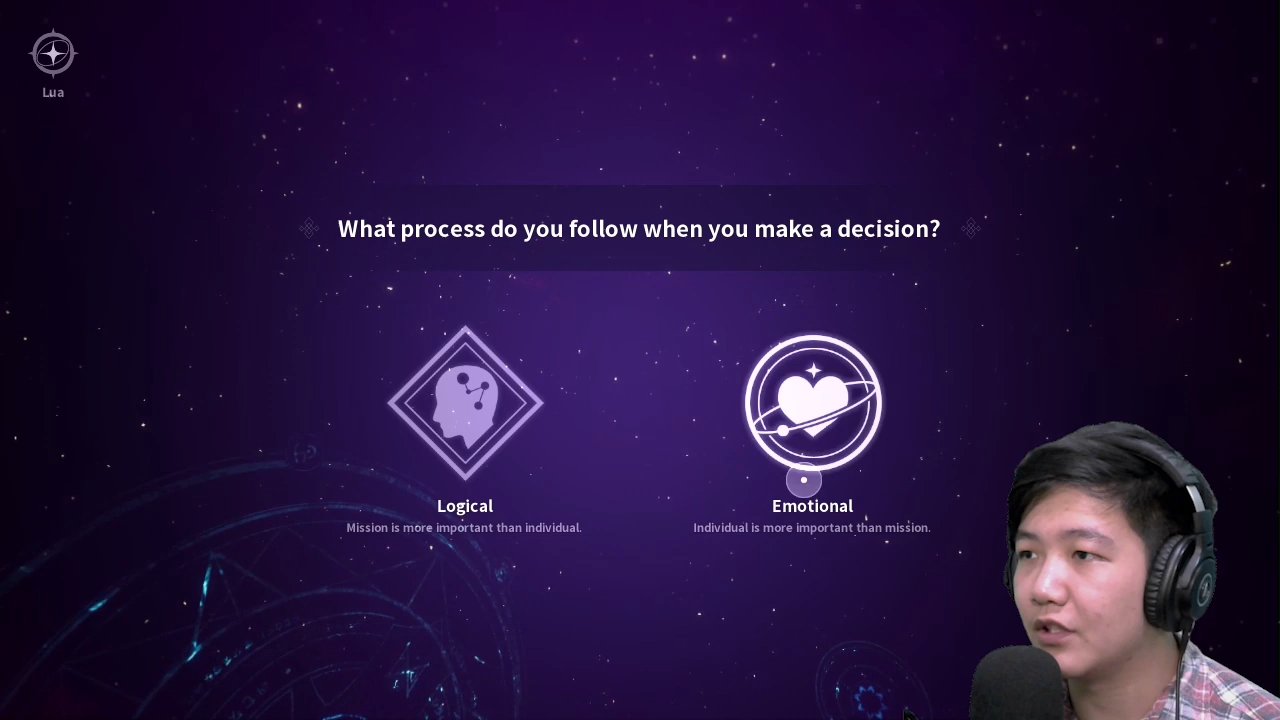 Lua
What process do you follow when you make a decision?
Logical
Mission is more important than individual.
Emotional
Individual is more important than mission.